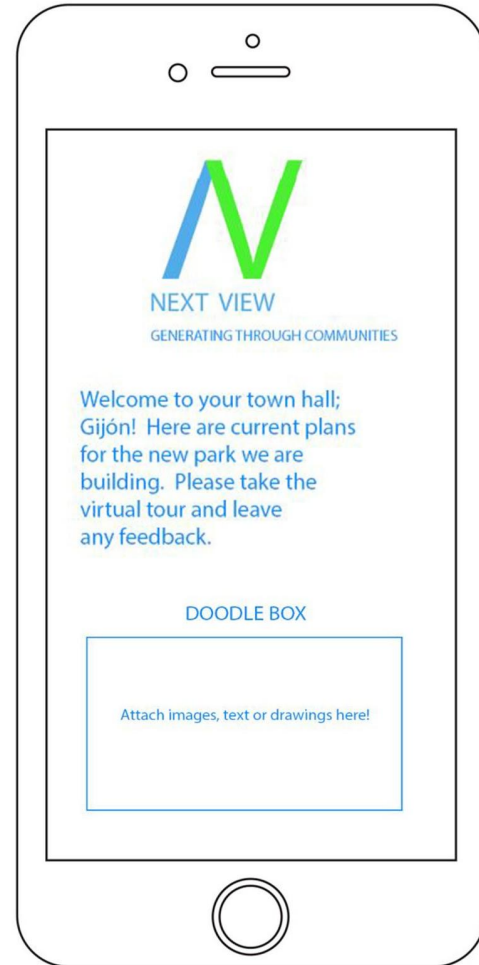 NEXT VIEW
GENERATING THROUGH COMMUNITIES
Welcome to your town hall;
Gijón! Here are current plans
for the new park we are
building. Please take the
virtual tour and leave
any feedback.
DOODLE BOX
Attach images, text or drawings here!